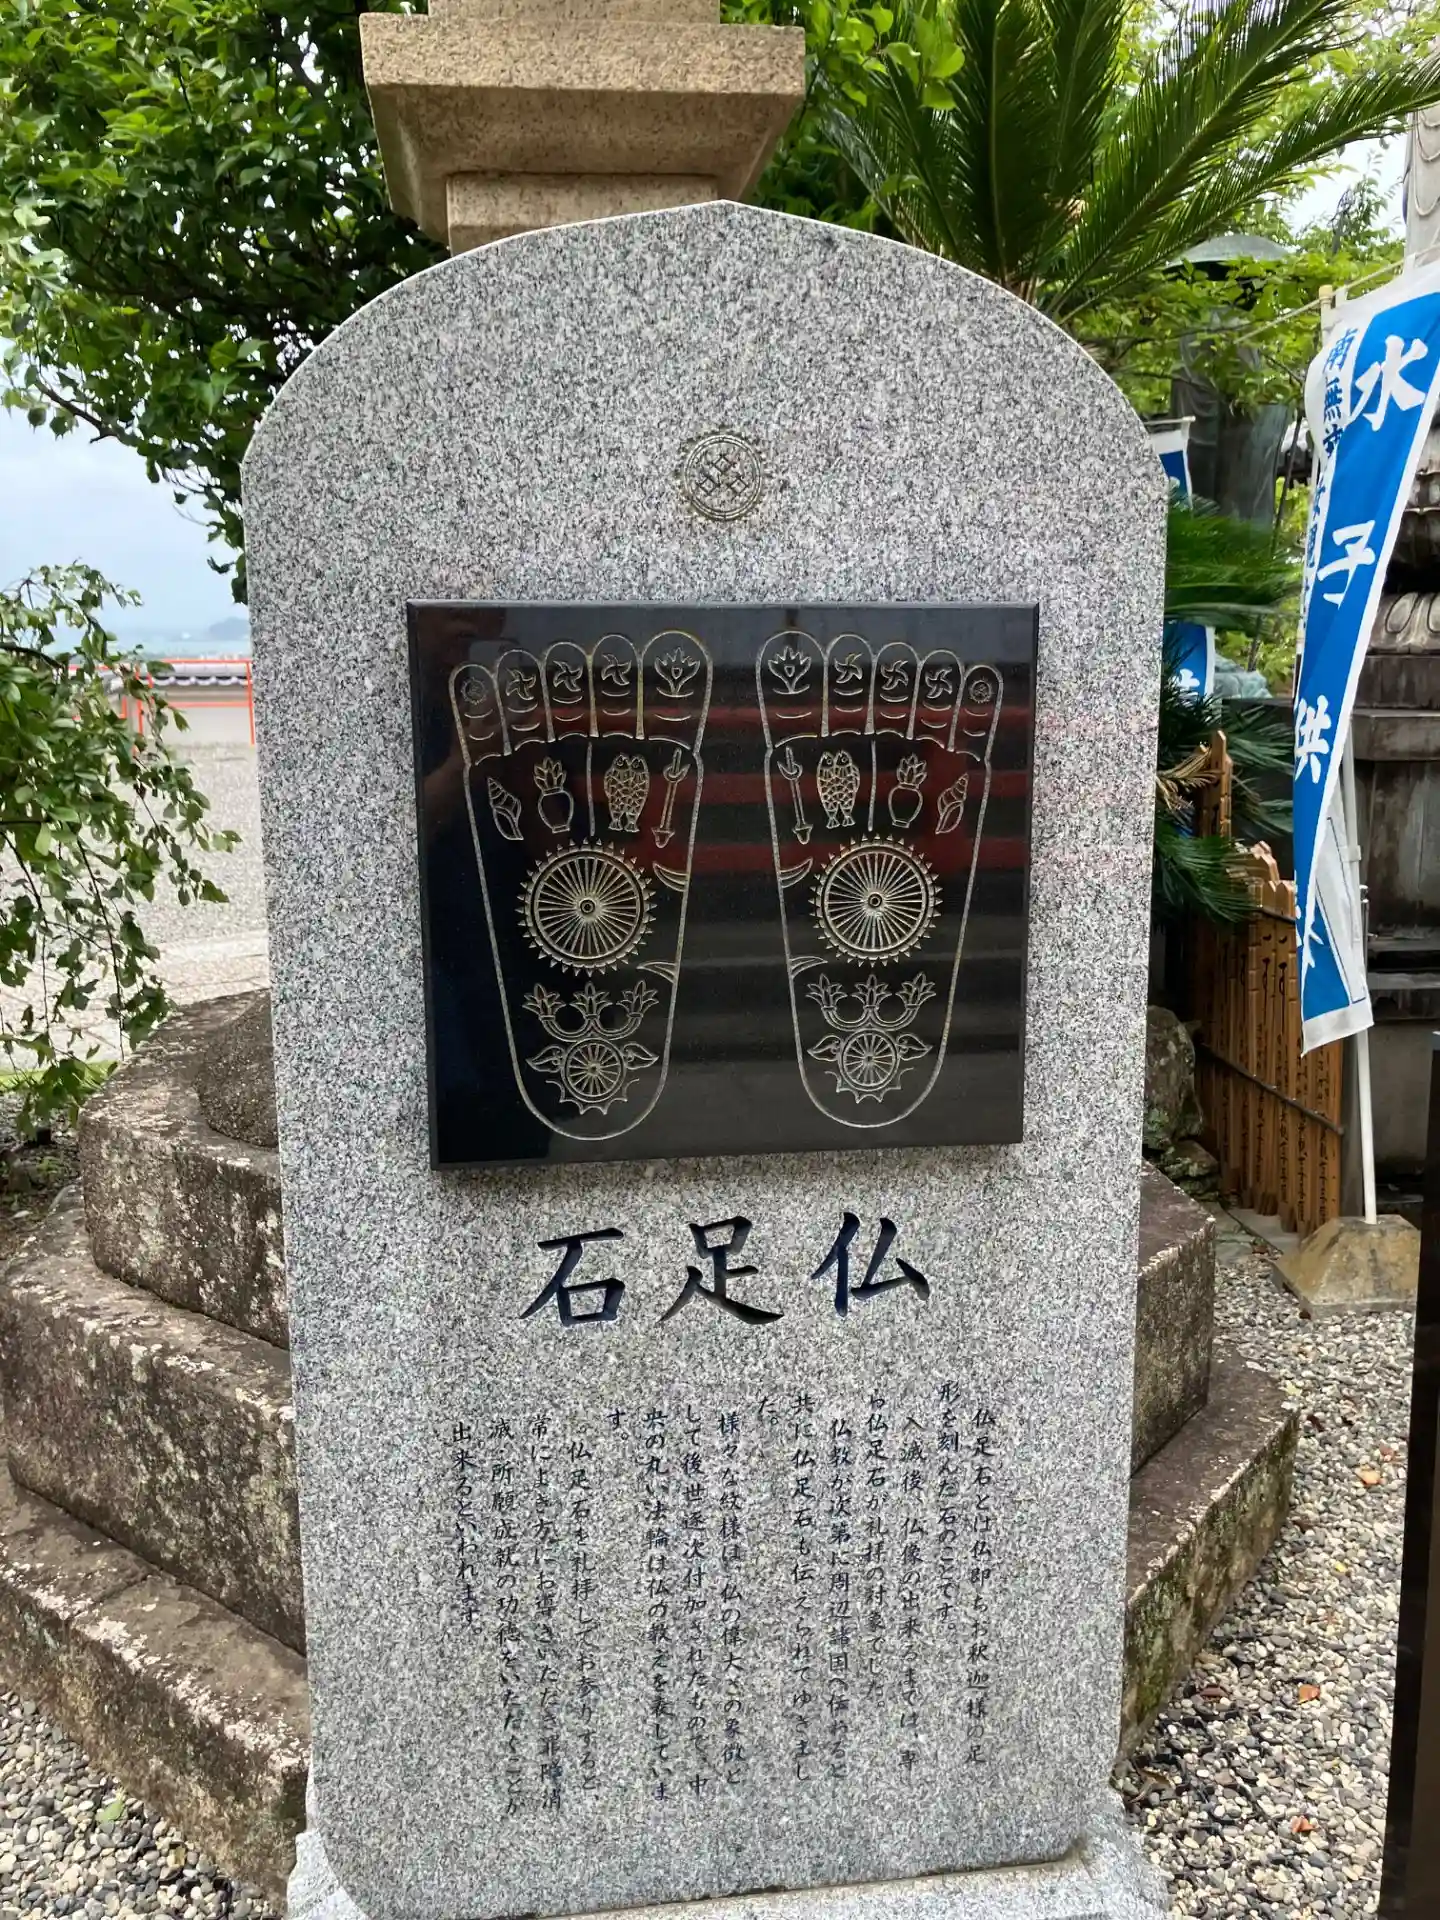 石足仏
仏足石とは仏即ちお釈迦様の足
形を刻んだ石のことです。
入滅後、仏像の出来るまでは、専
ら仏足石が礼拝の対象でした。
仏教が次第に周辺諸国へ伝わると
共に仏足石も伝えられてゆきまし
た。
様々な紋様は、仏の偉大さの象徴と
して後世逐次付加されたもので、中
央の丸い法輪は仏の教えを表していま
す。
仏足石を礼拝してお参りすると、
常によき方にお導きいただき罪障消
滅・所願成就の功徳をいただくことが
出来るといわれます。
水子供
南無